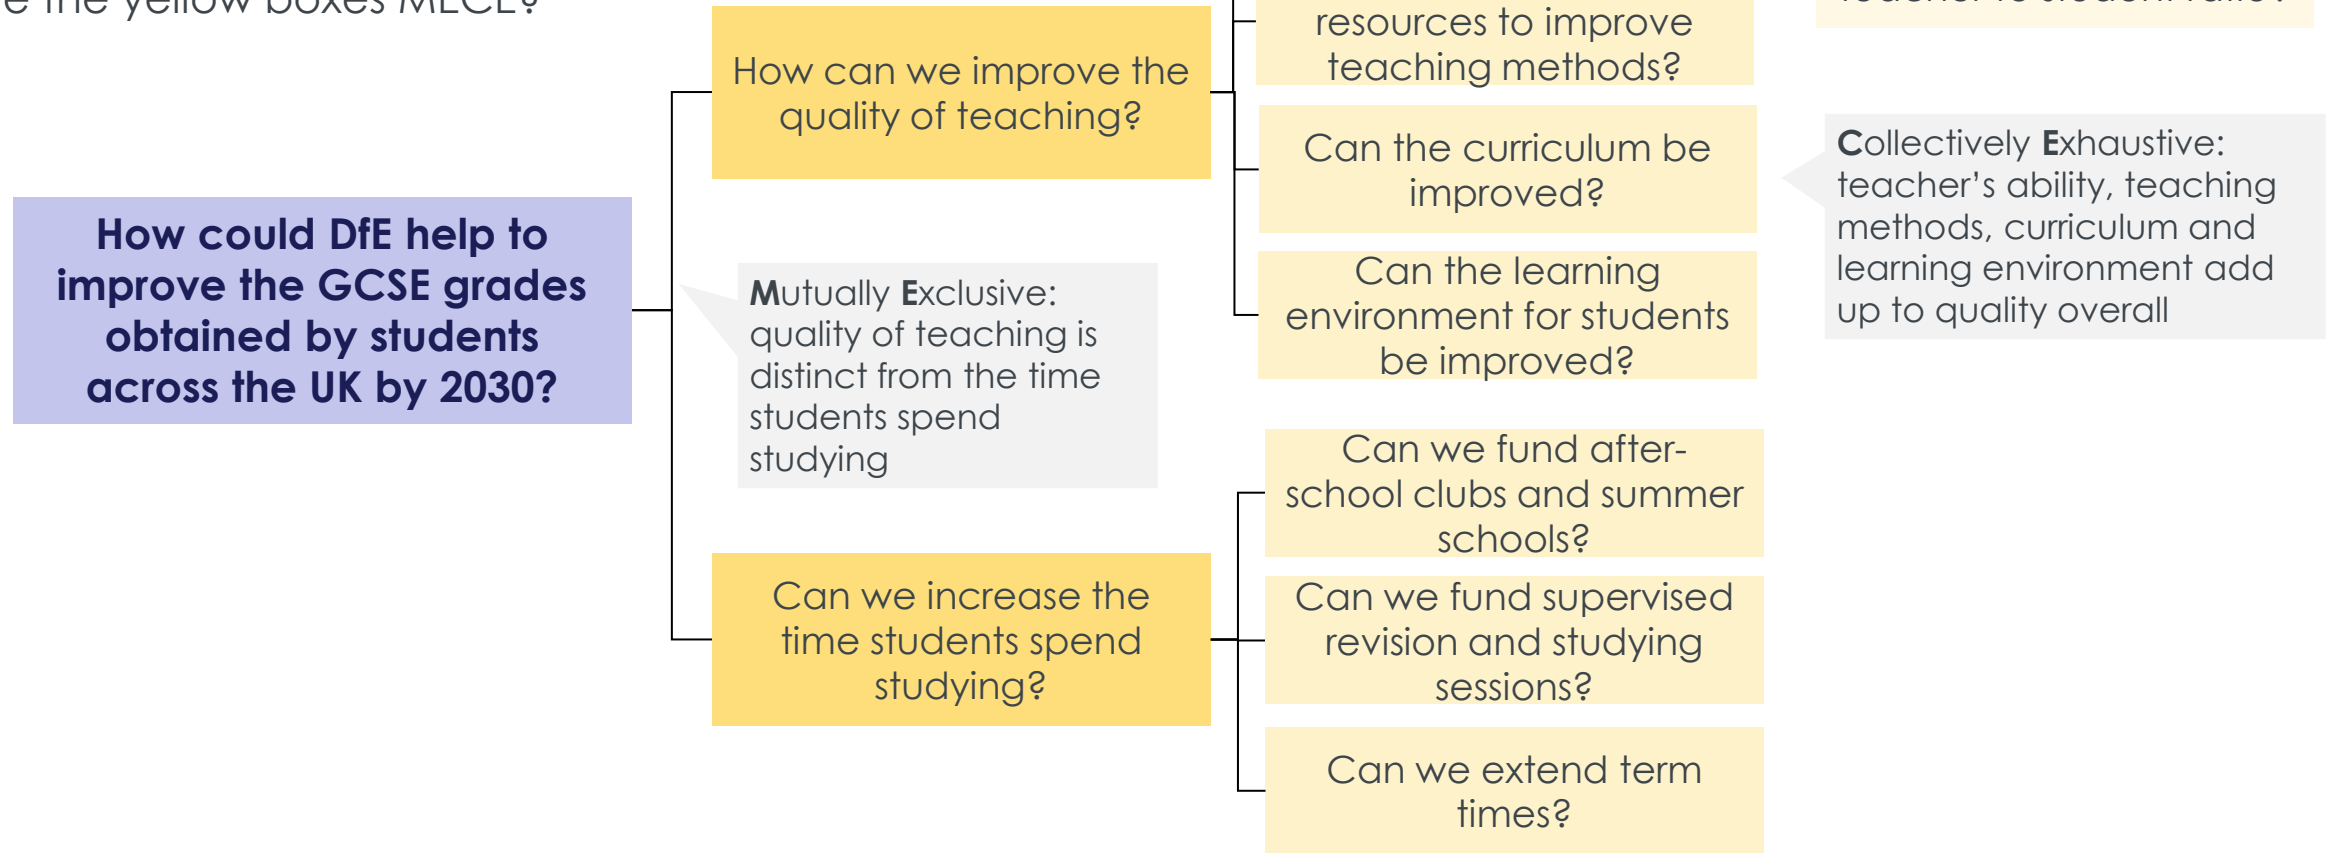 the yellow boxes MECE?
resources to improve
teaching methods?
How can we improve the
quality of teaching?
Can the curriculum be
improved?
Collectively Exhaustive:
teacher’s ability, teaching
methods, curriculum and
learning environment add
up to quality overall
How could DfE help to
improve the GCSE grades
obtained by students
across the UK by 2030?
Mutually Exclusive:
quality of teaching is
distinct from the time
students spend
studying
Can the learning
environment for students
be improved?
Can we fund after-
school clubs and summer
schools?
Can we increase the
time students spend
studying?
Can we fund supervised
revision and studying
sessions?
Can we extend term
times?